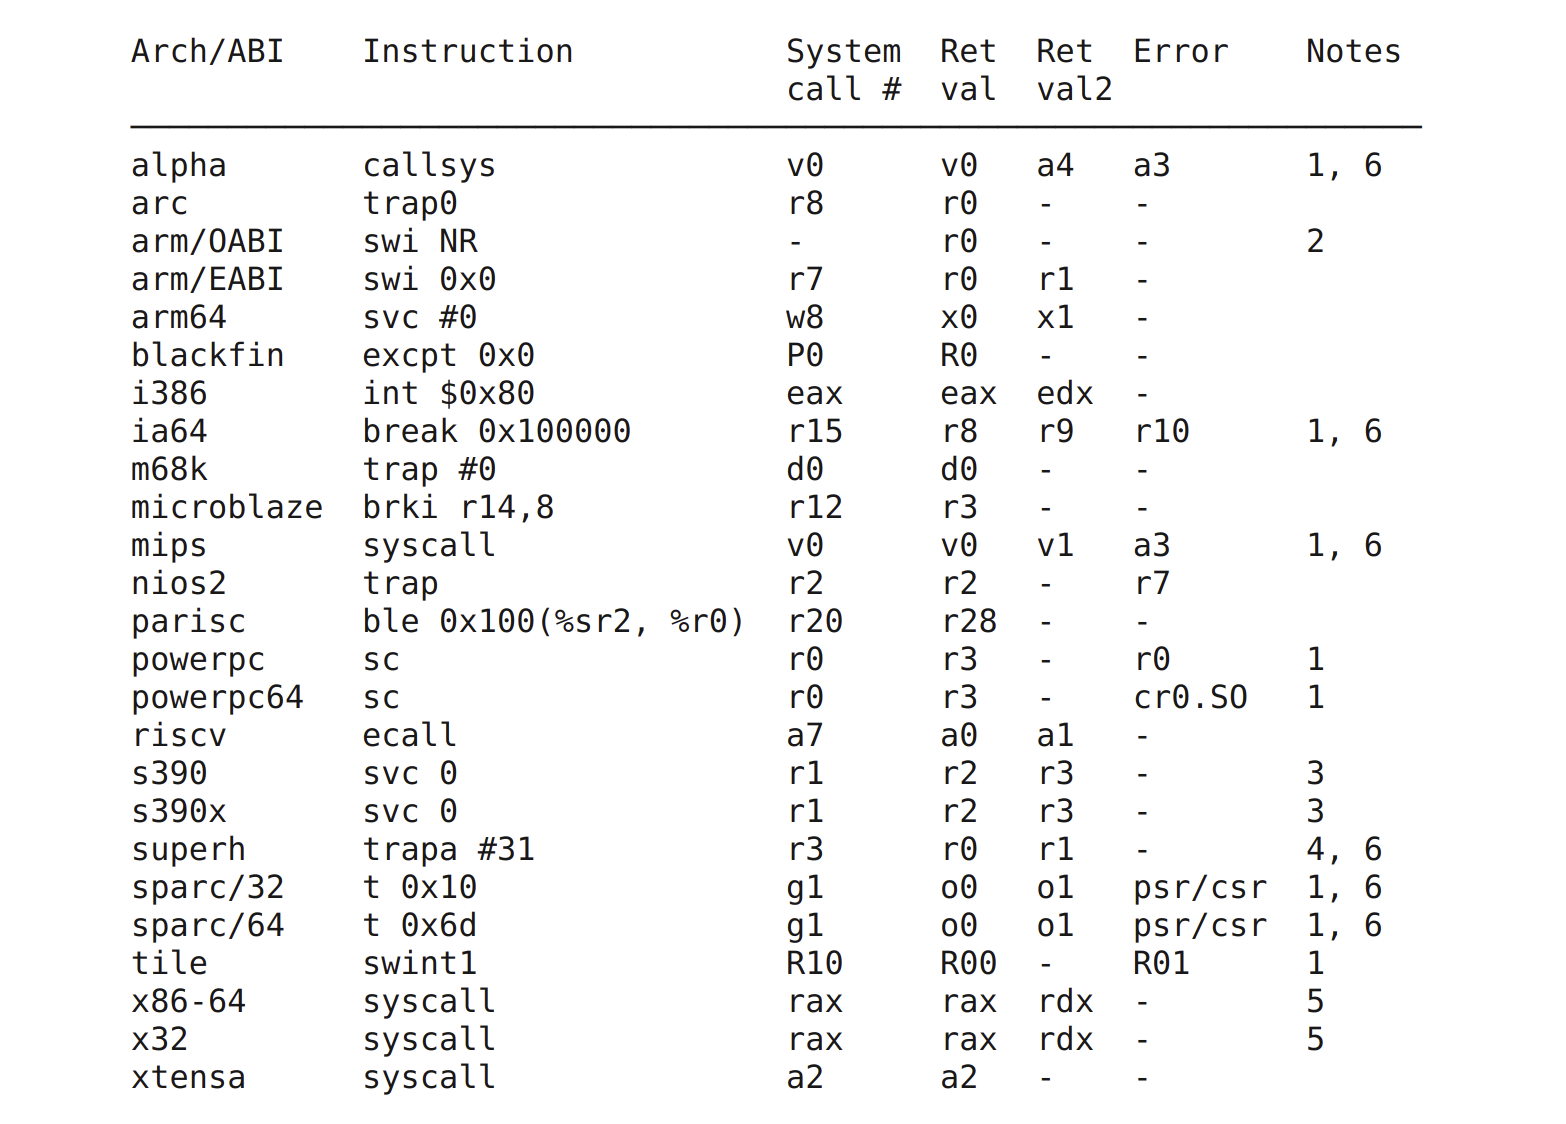 Arch/ABI    Instruction           System  Ret  Ret  Error    Notes
                                  call #  val  val2
───────────────────────────────────────────────────────────────────
alpha       callsys               v0      v0   a4   a3       1, 6
arc         trap0                 r8      r0   -    -
arm/OABI    swi NR                -       r0   -    -        2
arm/EABI    swi 0x0               r7      r0   r1   -
arm64       svc #0                w8      x0   x1   -
blackfin    excpt 0x0             P0      R0   -    -
i386        int $0x80             eax     eax  edx  -
ia64        break 0x100000        r15     r8   r9   r10      1, 6
m68k        trap #0               d0      d0   -    -
microblaze  brki r14,8            r12     r3   -    -
mips        syscall               v0      v0   v1   a3       1, 6
nios2       trap                  r2      r2   -    r7
parisc      ble 0x100(%sr2, %r0)  r20     r28  -    -
powerpc     sc                    r0      r3   -    r0       1
powerpc64   sc                    r0      r3   -    cr0.SO   1
riscv       ecall                 a7      a0   a1   -
s390        svc 0                 r1      r2   r3   -        3
s390x       svc 0                 r1      r2   r3   -        3
superh      trapa #31             r3      r0   r1   -        4, 6
sparc/32    t 0x10                g1      o0   o1   psr/csr  1, 6
sparc/64    t 0x6d                g1      o0   o1   psr/csr  1, 6
tile        swint1                R10     R00  -    R01      1
x86-64      syscall               rax     rax  rdx  -        5
x32         syscall               rax     rax  rdx  -        5
xtensa      syscall               a2      a2   -    -